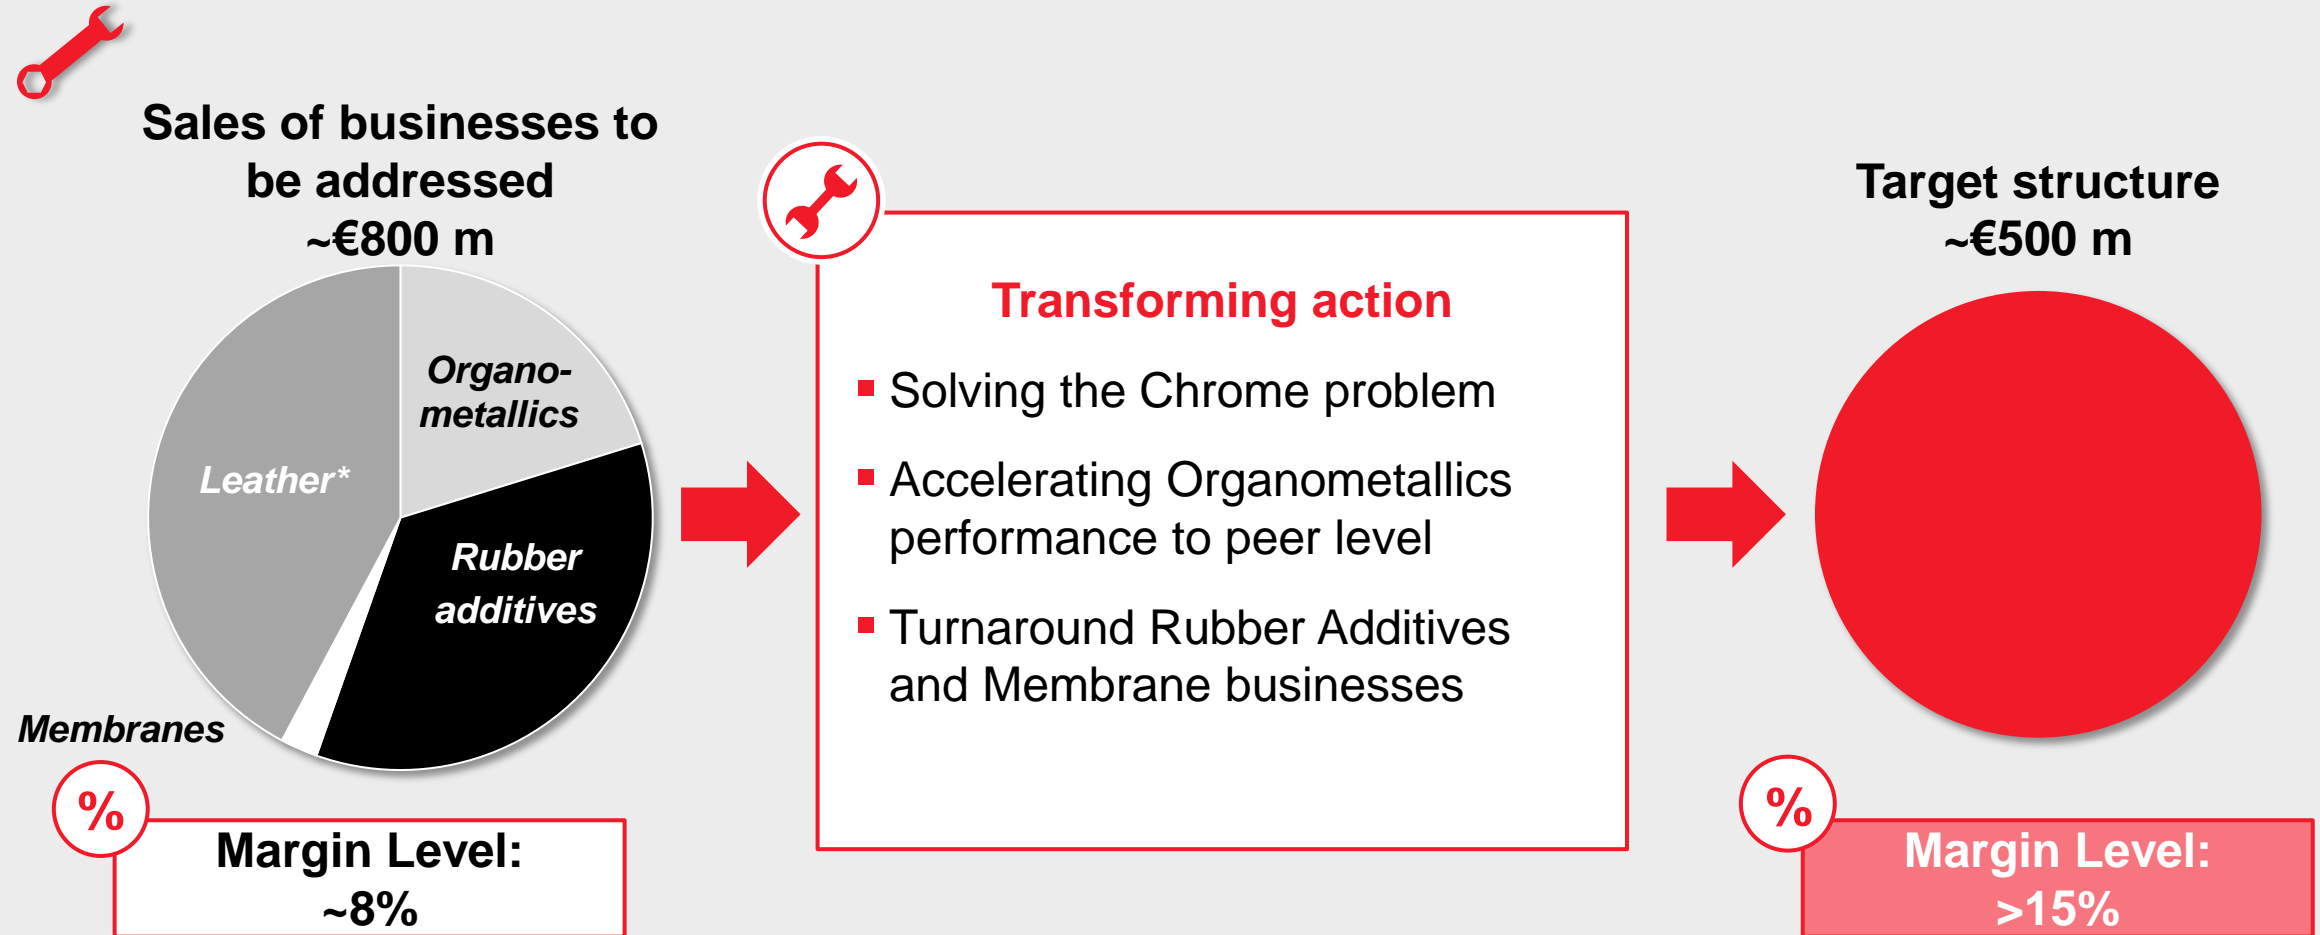 Sales of businesses to
be addressed
~€800 m
Organo-
metallics
Leather*
Rubber
additives
Membranes
%
Margin Level:
~8%
Transforming action
Solving the Chrome problem
Accelerating Organometallics
performance to peer level
Turnaround Rubber Additives
and Membrane businesses
Target structure
~€500 m
%
Margin Level:
>15%